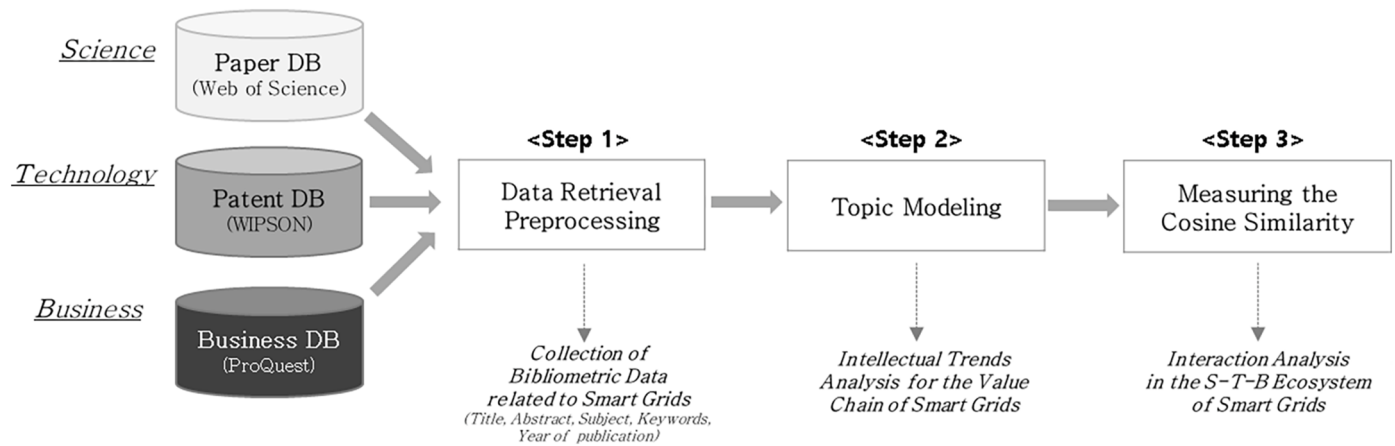 Science
Paper DB
(Web of Science)
Technology
Patent DB
(WIPSON)
Business
Business DB
(ProQuest)
<Step 1>
Data Retrieval
Preprocessing
Collection of
Bibliometric Data
related to Smart Grids
(Title, Abstract, Subject, Keywords,
Year of publication)
<Step 2>
Topic Modeling
Intellectual Trends
Analysis for the Value
Chain of Smart Grids
<Step 3>
Measuring the
Cosine Similarity
Interaction Analysis
in the S-T-B Ecosystem
of Smart Grids